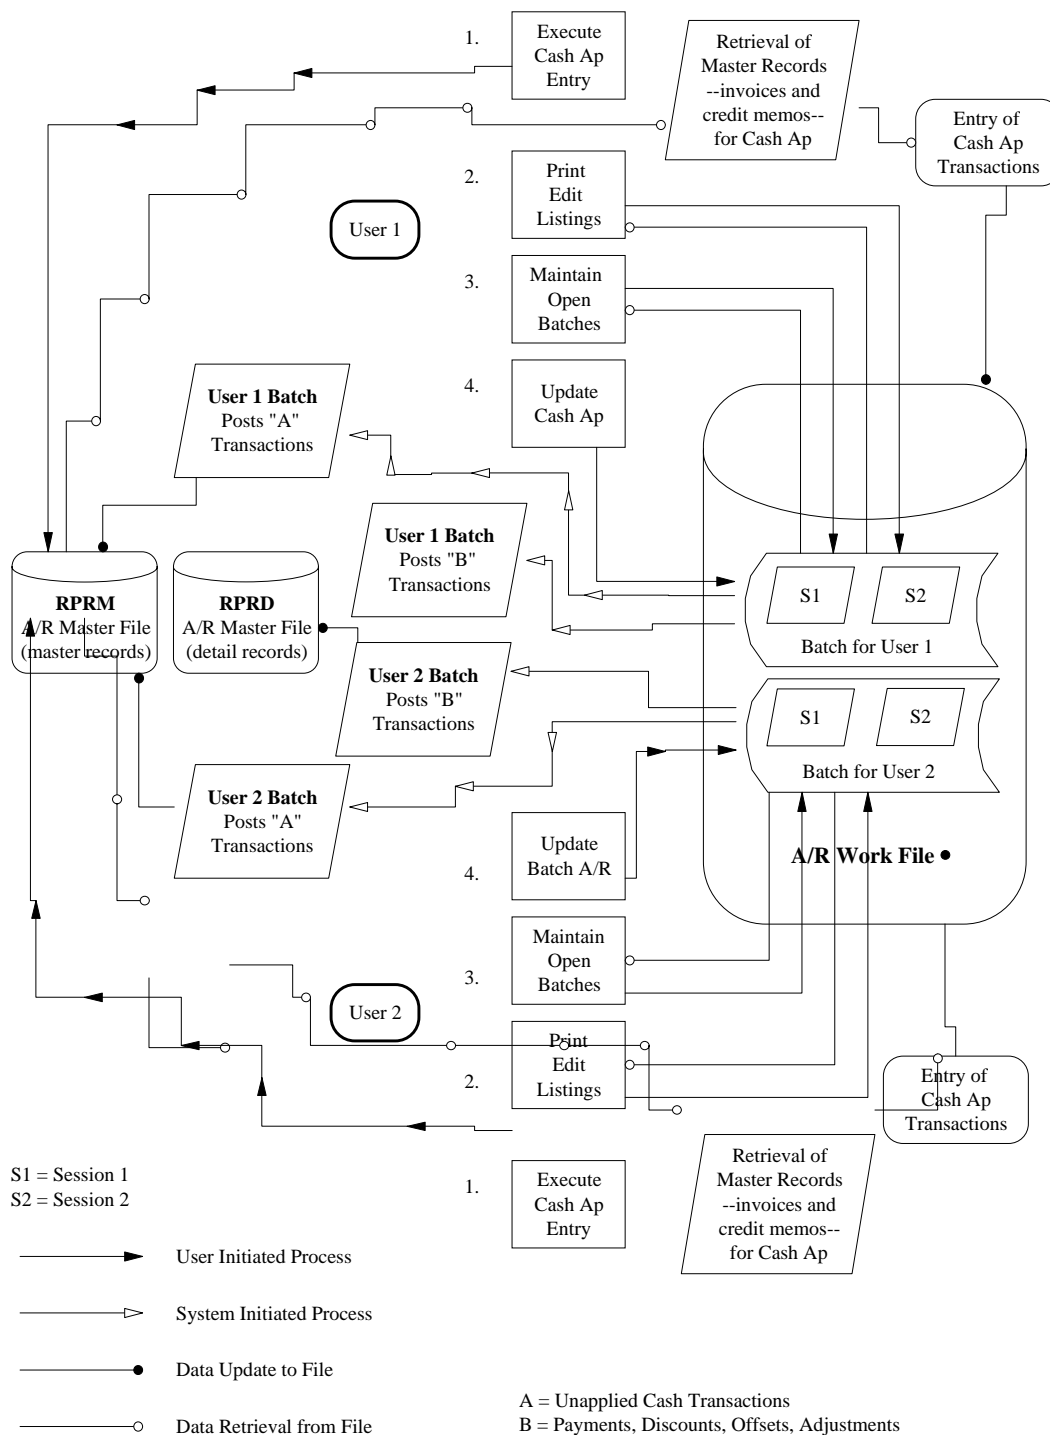 1.
Execute
Cash Ap
Entry
Retrieval of
Master Records
--invoices and
credit memos--
for Cash Ap
Entry of
Cash Ap
Transactions
2.
Print
Edit
Listings
User 1
3.
Maintain
Open
Batches
4.
Update
Cash Ap
User 1 Batch
Posts "A"
Transactions
User 1 Batch
Posts "B"
Transactions
RPRM
A/R Master File
(master records)
RPRD
A/R Master File
(detail records)
S1
S2
Batch for User 1
User 2 Batch
Posts "B"
Transactions
S1
S2
Batch for User 2
User 2 Batch
Posts "A"
Transactions
4.
Update
Batch A/R
A/R Work File
3.
Maintain
Open
Batches
User 2
2.
Print
Edit
Listings
Entry of
Cash Ap
Transactions
1.
Execute
Cash Ap
Entry
Retrieval of
Master Records
--invoices and
credit memos--
for Cash Ap
S1 = Session 1
S2 = Session 2
User Initiated Process
System Initiated Process
Data Update to File
Data Retrieval from File
A = Unapplied Cash Transactions
B = Payments, Discounts, Offsets, Adjustments